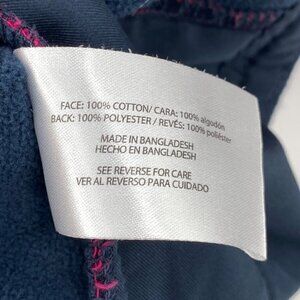 FACE: 100% COTTON/ CARA: 100% algodón
BACK: 100% POLYESTER / REVÉS: 100% poliéster
MADE IN BANGLADESH
HECHO EN BANGLADESH
SEE REVERSE FOR CARE
VER AL REVERSO PARA CUIDADO